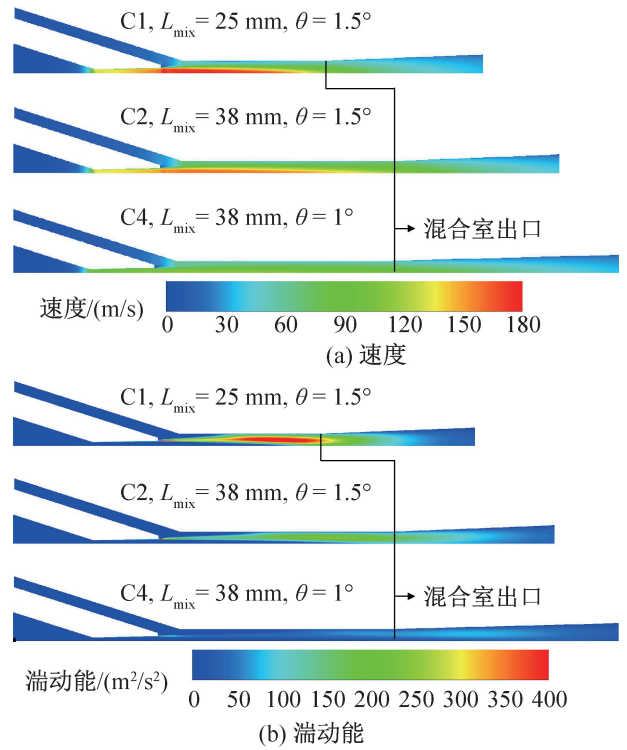 C1, Lmix= 25 mm, θ = 1.5°
C2, Lmix= 38 mm, θ = 1.5°
C4, Lmix= 38 mm, θ = 1°
混合室出口
速度/(m/s)
0 30 60 90 120 150 180
(a) 速度
C1, Lmix= 25 mm, θ = 1.5°
C2, Lmix= 38 mm, θ = 1.5°
C4, Lmix= 38 mm, θ = 1°
混合室出口
湍动能/(m²/s²)
0 50 100 150 200 250 300 350 400
(b) 湍动能